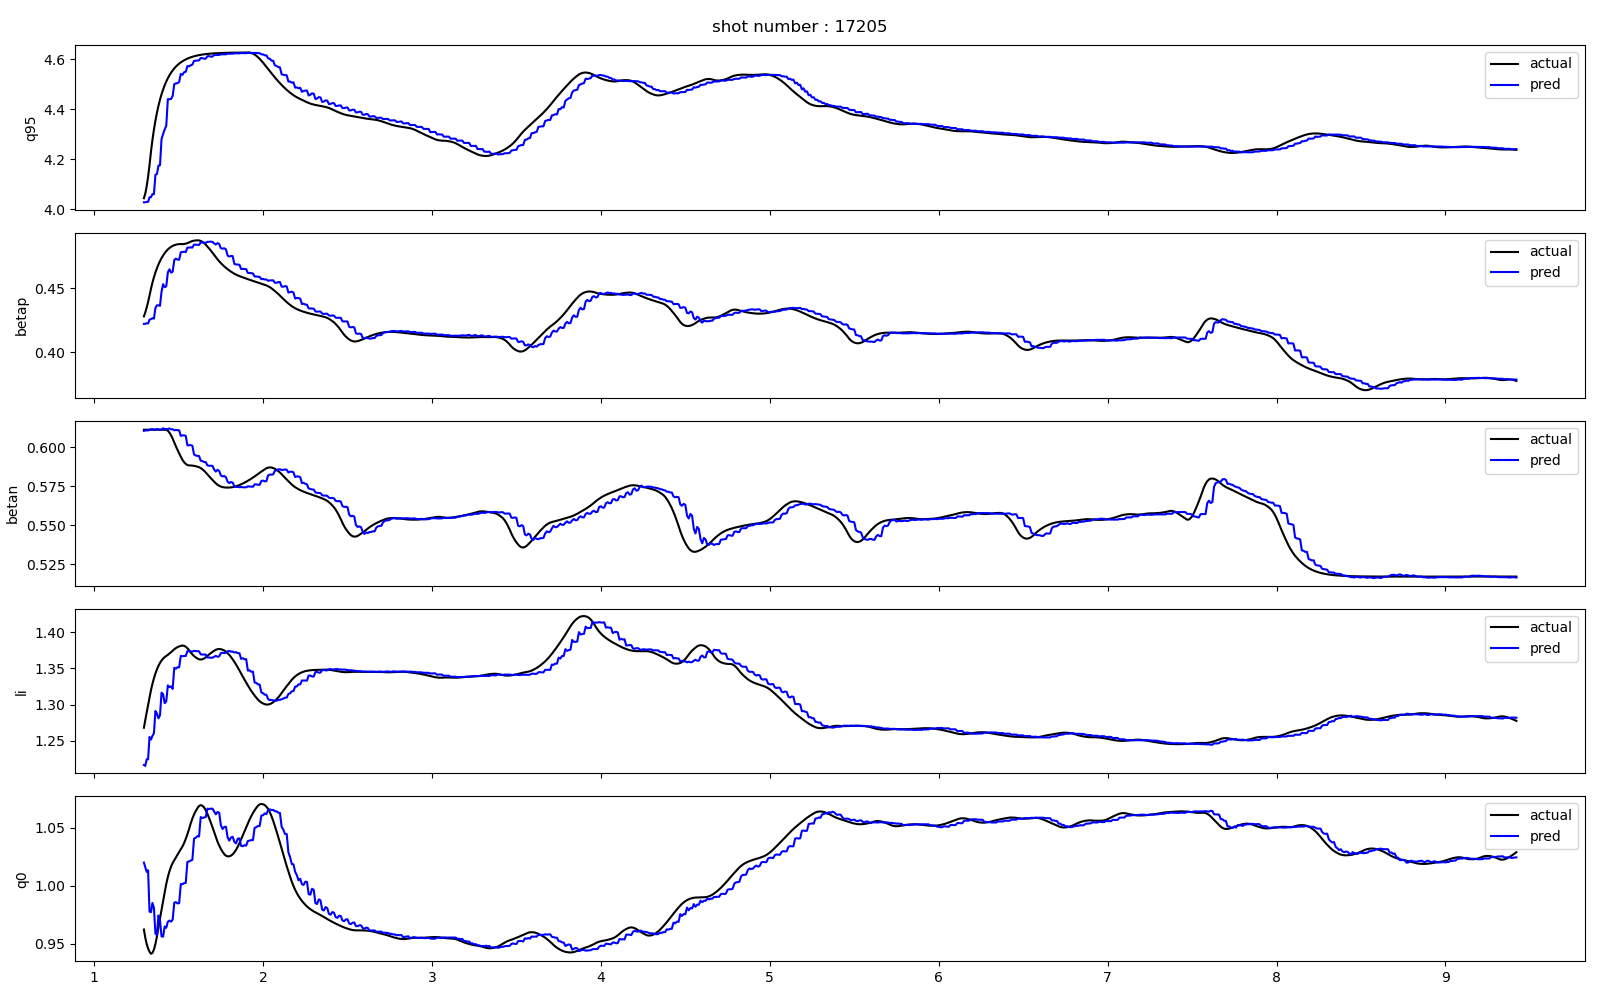 shot number : 17205
4.6
4.4
4.2
4.0
q95
actual
pred
0.45
0.40
betap
actual
pred
0.600
0.575
0.550
0.525
betan
actual
pred
1.40
1.35
1.30
1.25
li
actual
pred
1.05
1.00
0.95
q0
actual
pred
1 2 3 4 5 6 7 8 9